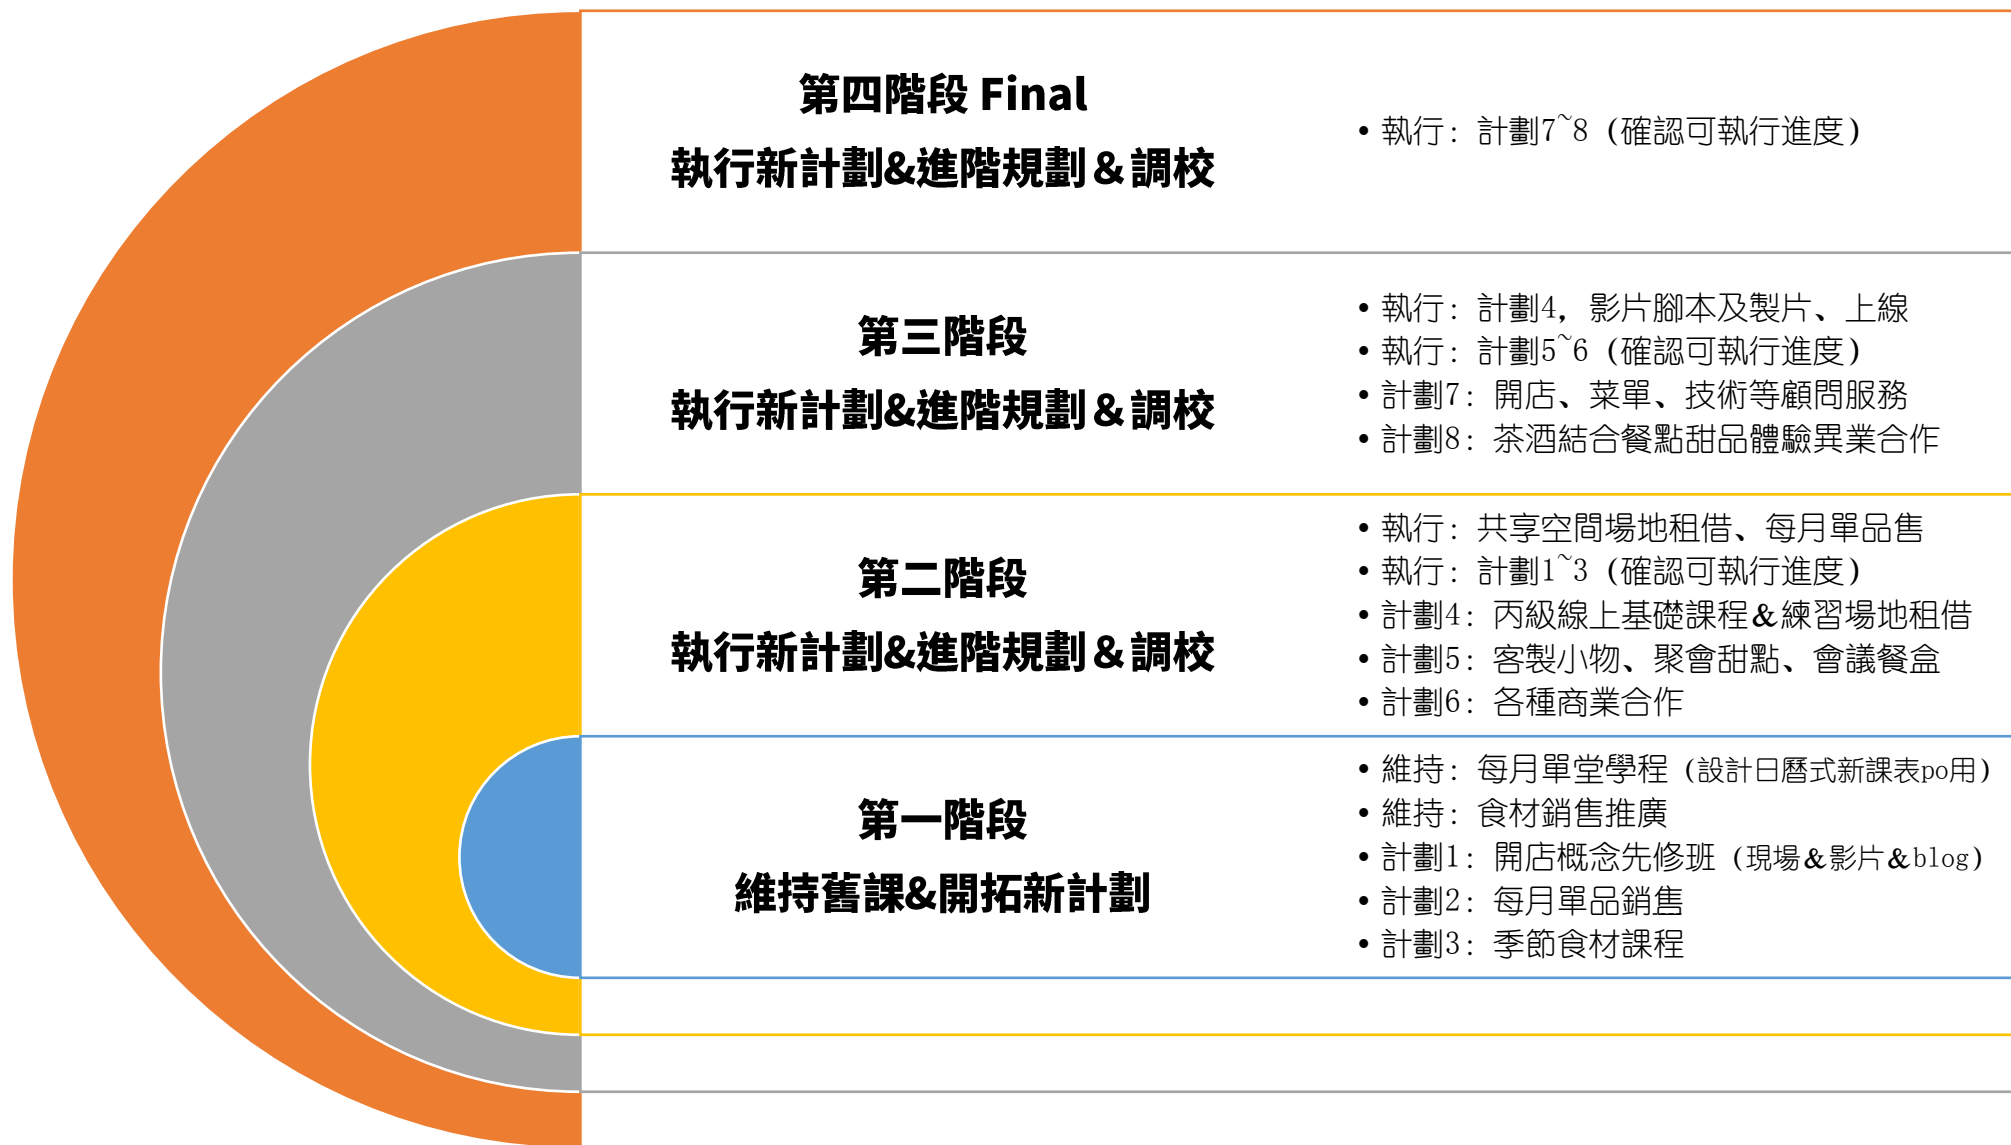 第四階段 Final
執行新計劃&進階規劃＆調校
• 執行：計劃7~8（確認可執行進度）
第三階段
執行新計劃&進階規劃＆調校
• 執行：計劃4，影片腳本及製片、上線
• 執行：計劃5~6（確認可執行進度）
• 計劃7：開店、菜單、技術等顧問服務
• 計劃8：茶酒結合餐點甜品體驗異業合作
第二階段
執行新計劃&進階規劃＆調校
• 執行：共享空間場地租借、每月單品售
• 執行：計劃1~3（確認可執行進度）
• 計劃4：丙級線上基礎課程＆練習場地租借
• 計劃5：客製小物、聚會甜點、會議餐盒
• 計劃6：各種商業合作
第一階段
維持舊課&開拓新計劃
• 維持：每月單堂學程（設計日曆式新課表po用）
• 維持：食材銷售推廣
• 計劃1：開店概念先修班（現場＆影片＆blog）
• 計劃2：每月單品銷售
• 計劃3：季節食材課程